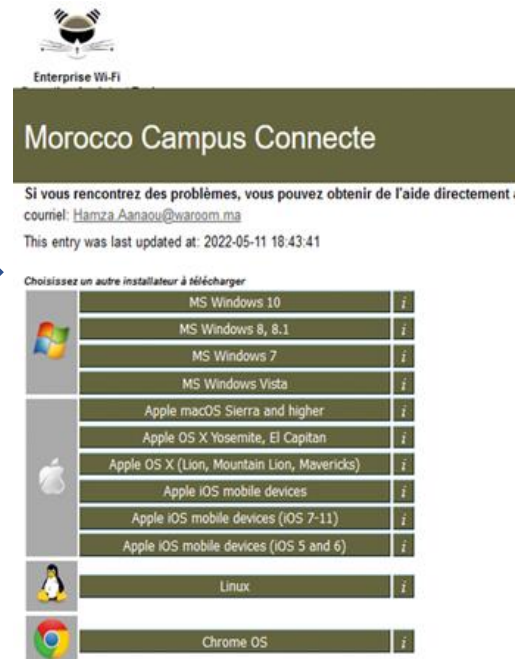 Enterprise Wi-Fi
Morocco Campus Connecte
Si vous rencontrez des problèmes, vous pouvez obtenir de l'aide directement
courriel: Hamza.Aanaou@waroom.ma
This entry was last updated at: 2022-05-11 18:43:41
Choisissez un autre installateur à télécharger
MS Windows 10 i
MS Windows 8, 8.1 i
MS Windows 7 i
MS Windows Vista i
Apple macOS Sierra and higher i
Apple OS X Yosemite, El Capitan i
Apple OS X (Lion, Mountain Lion, Mavericks) i
Apple iOS mobile devices i
Apple iOS mobile devices (iOS 7-11) i
Apple iOS mobile devices (iOS 5 and 6) i
Linux i
Chrome OS i